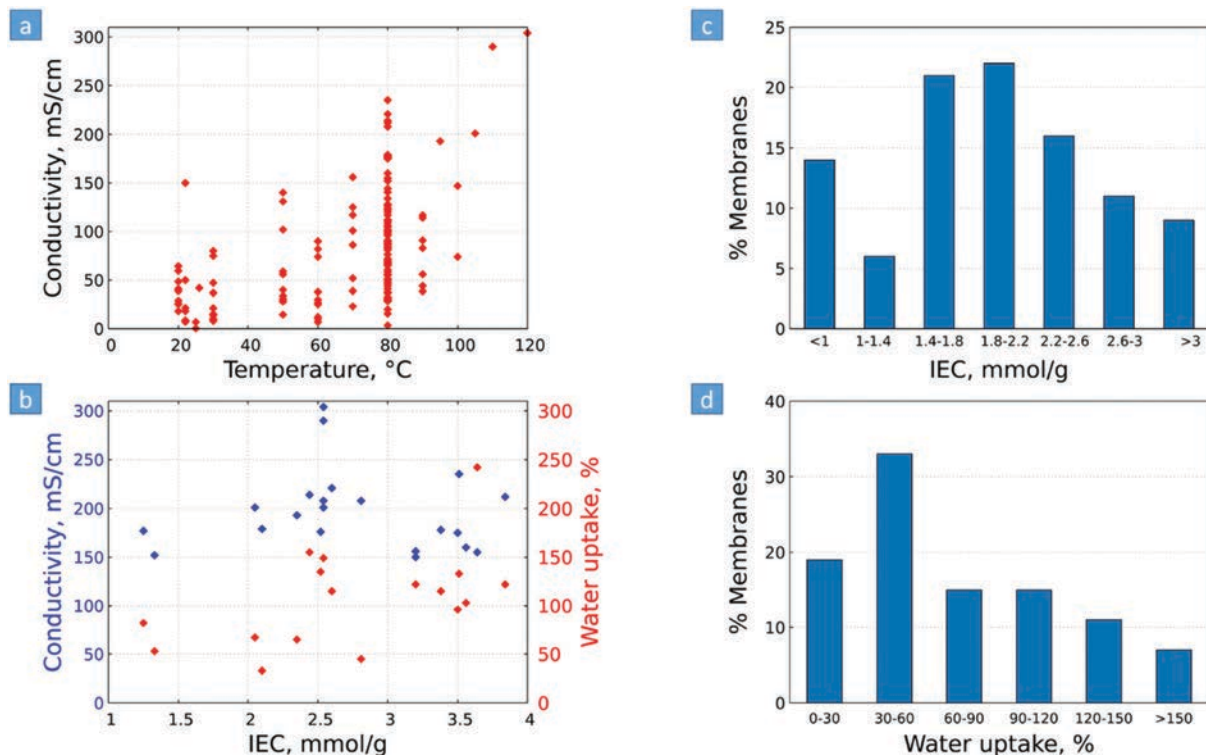 a
300
250
200
150
100
50
0
Conductivity, mS/cm
20 40 60 80 100 120
Temperature, °C
b
300
250
200
150
100
50
0
Conductivity, mS/cm
300
250
200
150
100
50
0
Water uptake, %
1 1.5 2 2.5 3 3.5 4
IEC, mmol/g
c
25
20
15
10
5
0
% Membranes
<1 1-1.4 1.4-1.8 1.8-2.2 2.2-2.6 2.6-3 >3
IEC, mmol/g
d
40
30
20
10
0
% Membranes
0-30 30-60 60-90 90-120 120-150 >150
Water uptake, %